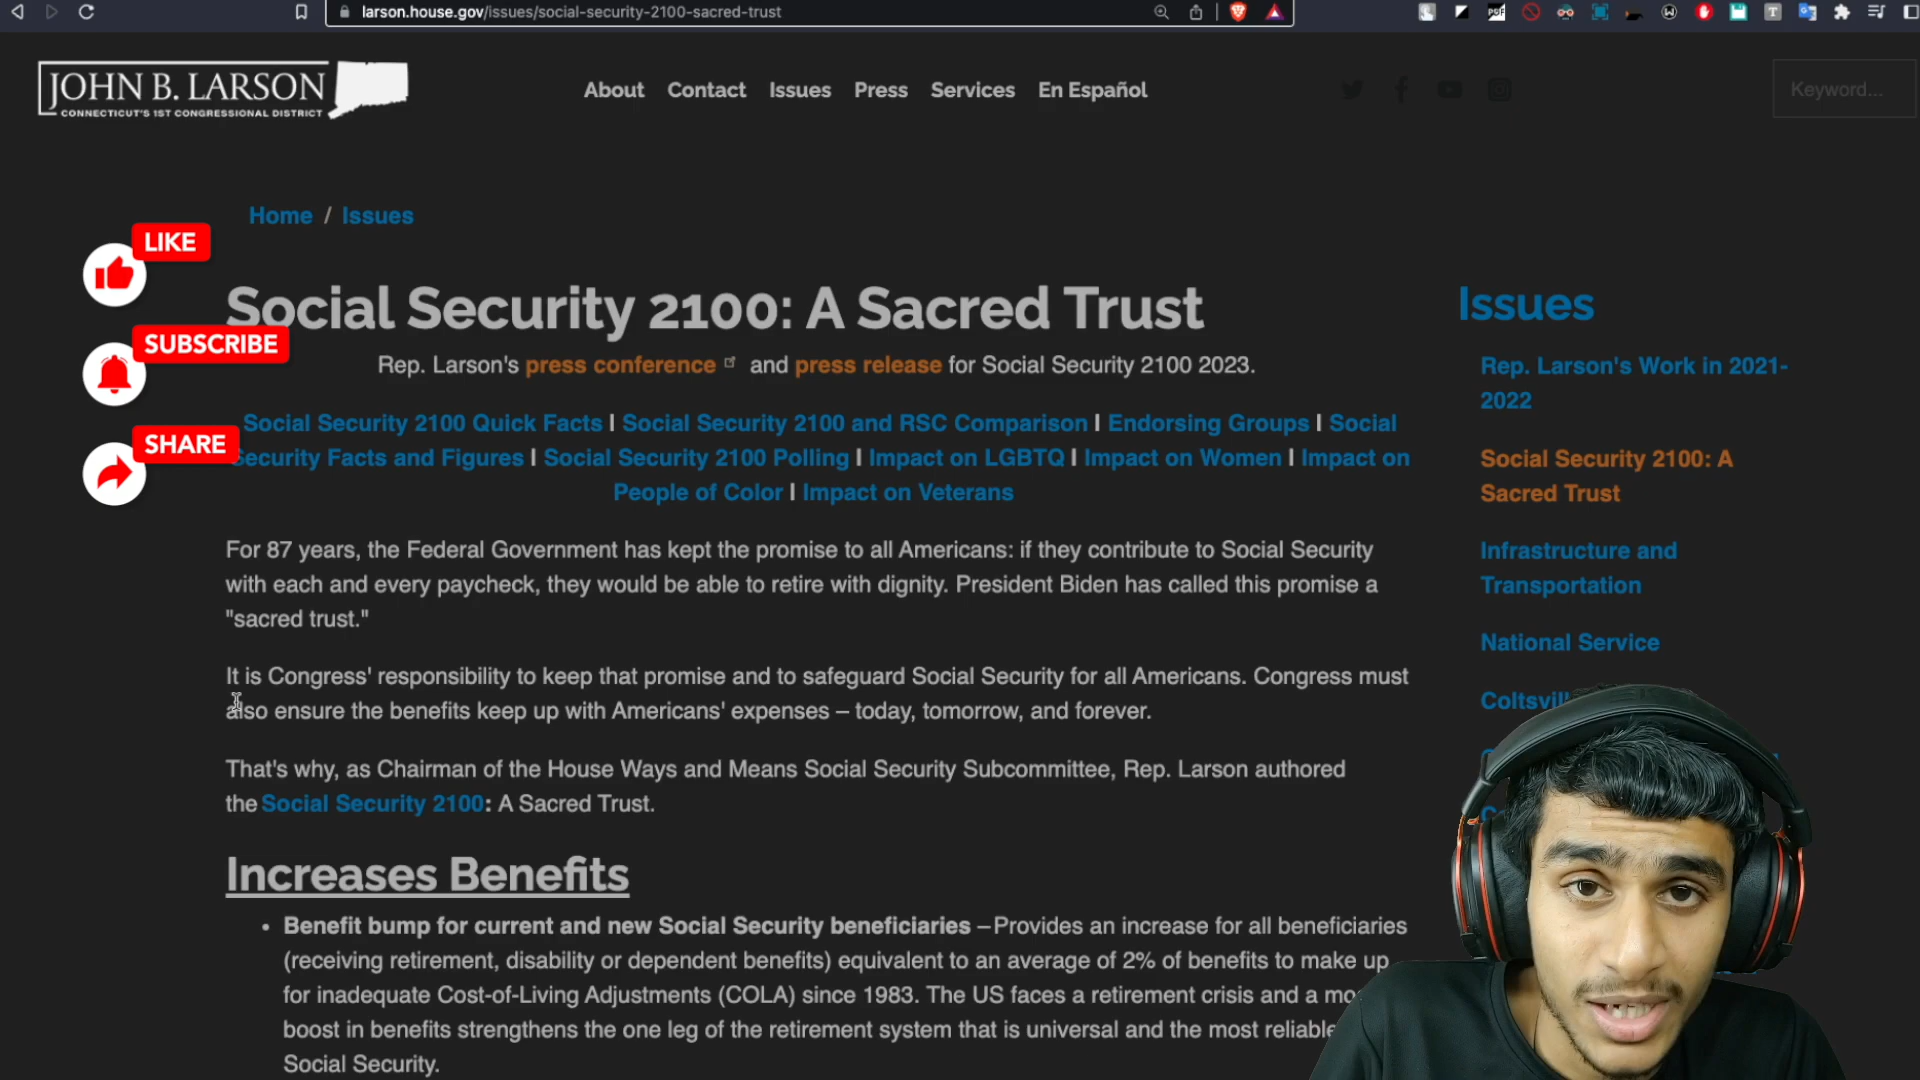 larson.house.gov/issues/social-security-2100-sacred-trust
JOHN B. LARSON
CONNECTICUT'S 1ST CONGRESSIONAL DISTRICT
About Contact Issues Press Services En Español
Keyword...
Home / Issues
LIKE
SUBSCRIBE
SHARE
Social Security 2100: A Sacred Trust
Rep. Larson's press conference and press release for Social Security 2100 2023.
Social Security 2100 Quick Facts | Social Security 2100 and RSC Comparison | Endorsing Groups | Social
Security Facts and Figures | Social Security 2100 Polling | Impact on LGBTQ | Impact on Women | Impact on
People of Color | Impact on Veterans
For 87 years, the Federal Government has kept the promise to all Americans: if they contribute to Social Security
with each and every paycheck, they would be able to retire with dignity. President Biden has called this promise a
"sacred trust."
It is Congress' responsibility to keep that promise and to safeguard Social Security for all Americans. Congress must
also ensure the benefits keep up with Americans' expenses – today, tomorrow, and forever.
That's why, as Chairman of the House Ways and Means Social Security Subcommittee, Rep. Larson authored
the Social Security 2100: A Sacred Trust.
Increases Benefits
• Benefit bump for current and new Social Security beneficiaries – Provides an increase for all beneficiaries
(receiving retirement, disability or dependent benefits) equivalent to an average of 2% of benefits to make up
for inadequate Cost-of-Living Adjustments (COLA) since 1983. The US faces a retirement crisis and a
boost in benefits strengthens the one leg of the retirement system that is universal and the most reliable
Social Security.
Issues
Rep. Larson's Work in 2021-
2022
Social Security 2100: A
Sacred Trust
Infrastructure and
Transportation
National Service